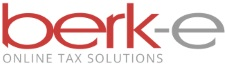 berk-e
ONLINE TAX SOLUTIONS